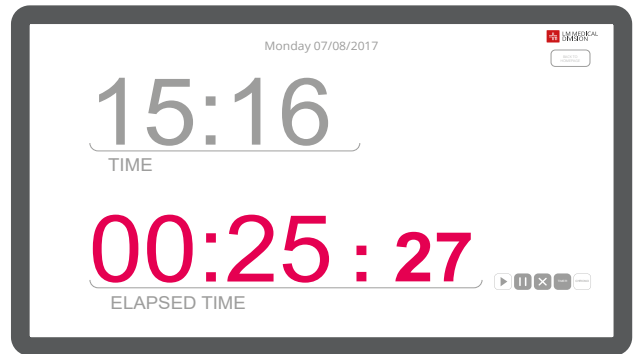 Monday 07/08/2017
LM MEDICAL
DIVISION
15:16
TIME
00:25 : 27
ELAPSED TIME